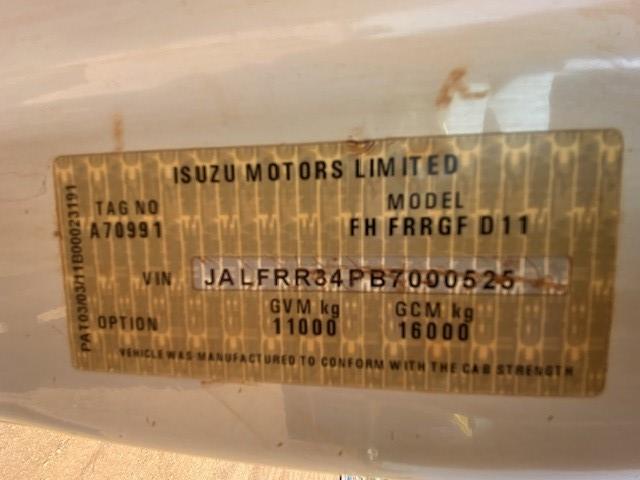 ISUZU MOTORS LIMITED
TAG NO MODEL
A70991 FH FRRGF D11
VIN JALFRR34PB7000525
GVM kg GCM kg
OPTION 11000 16000
VEHICLE WAS MANUFACTURED TO CONFORM WITH THE CAB STRENGTH
PAT03/03/11B00023191